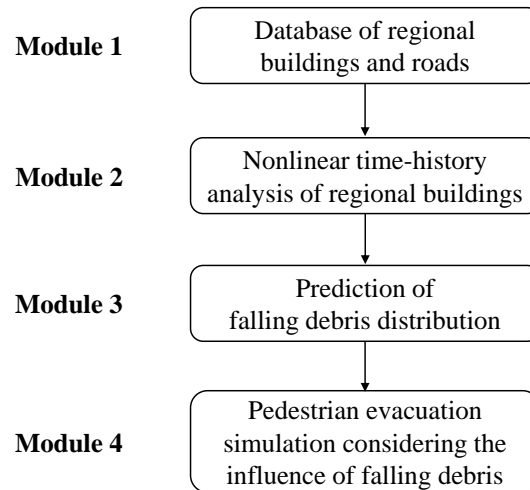 Module 1
Database of regional
buildings and roads
Module 2
Nonlinear time-history
analysis of regional buildings
Module 3
Prediction of
falling debris distribution
Module 4
Pedestrian evacuation
simulation considering the
influence of falling debris